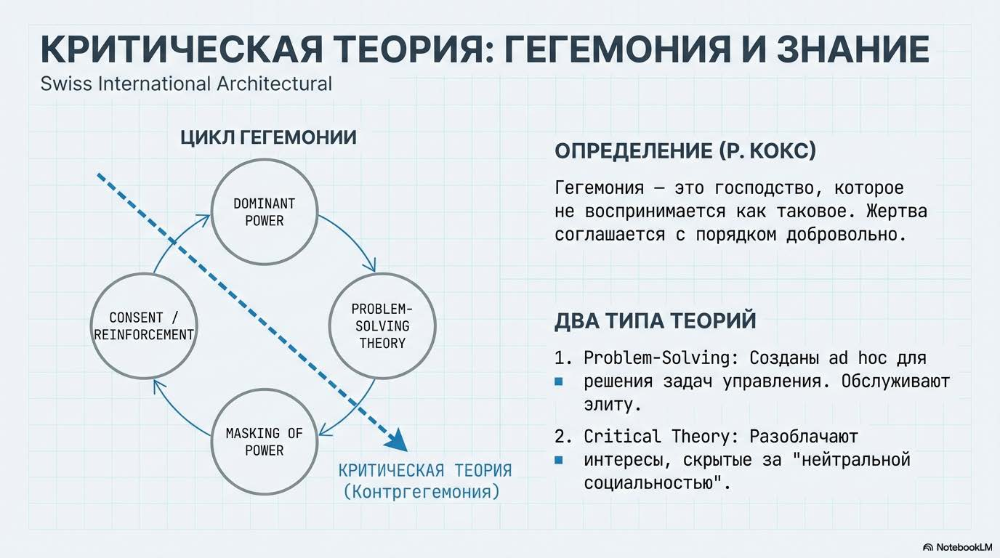 КРИТИЧЕСКАЯ ТЕОРИЯ: ГЕГЕМОНИЯ И ЗНАНИЕ
Swiss International Architectural
ЦИКЛ ГЕГЕМОНИИ
DOMINANT
POWER
PROBLEM-
SOLVING
THEORY
MASKING OF
POWER
CONSENT /
REINFORCEMENT
КРИТИЧЕСКАЯ ТЕОРИЯ
(Контргегемония)
ОПРЕДЕЛЕНИЕ (Р. КОКС)
Гегемония — это господство, которое
не воспринимается как таковое. Жертва
соглашается с порядком добровольно.
ДВА ТИПА ТЕОРИЙ
1. Problem-Solving: Созданы ad hoc для
решения задач управления. Обслуживают
элиту.
2. Critical Theory: Разоблачают
интересы, скрытые за "нейтральной
социальностью".
NotebookLM